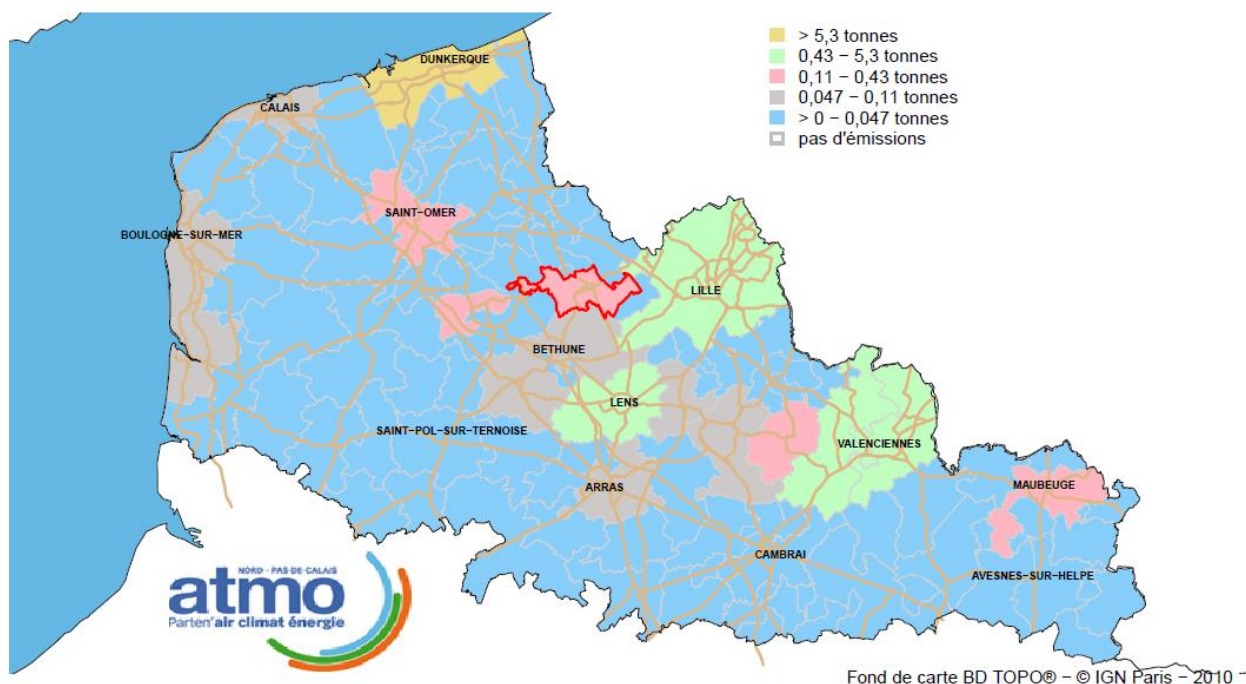 > 5,3 tonnes
0,43 − 5,3 tonnes
0,11 − 0,43 tonnes
0,047 − 0,11 tonnes
> 0 − 0,047 tonnes
pas d'émissions
DUNKERQUE
CALAIS
SAINT−OMER
BOULOGNE−SUR−MER
LILLE
BETHUNE
LENS
SAINT−POL−SUR−TERNOISE
VALENCIENNES
ARRAS
MAUBEUGE
CAMBRAI
AVESNES−SUR−HELPE
NORD - PAS-DE-CALAIS
atmo
Parten'air climat énergie
Fond de carte BD TOPO® − © IGN Paris − 2010 −